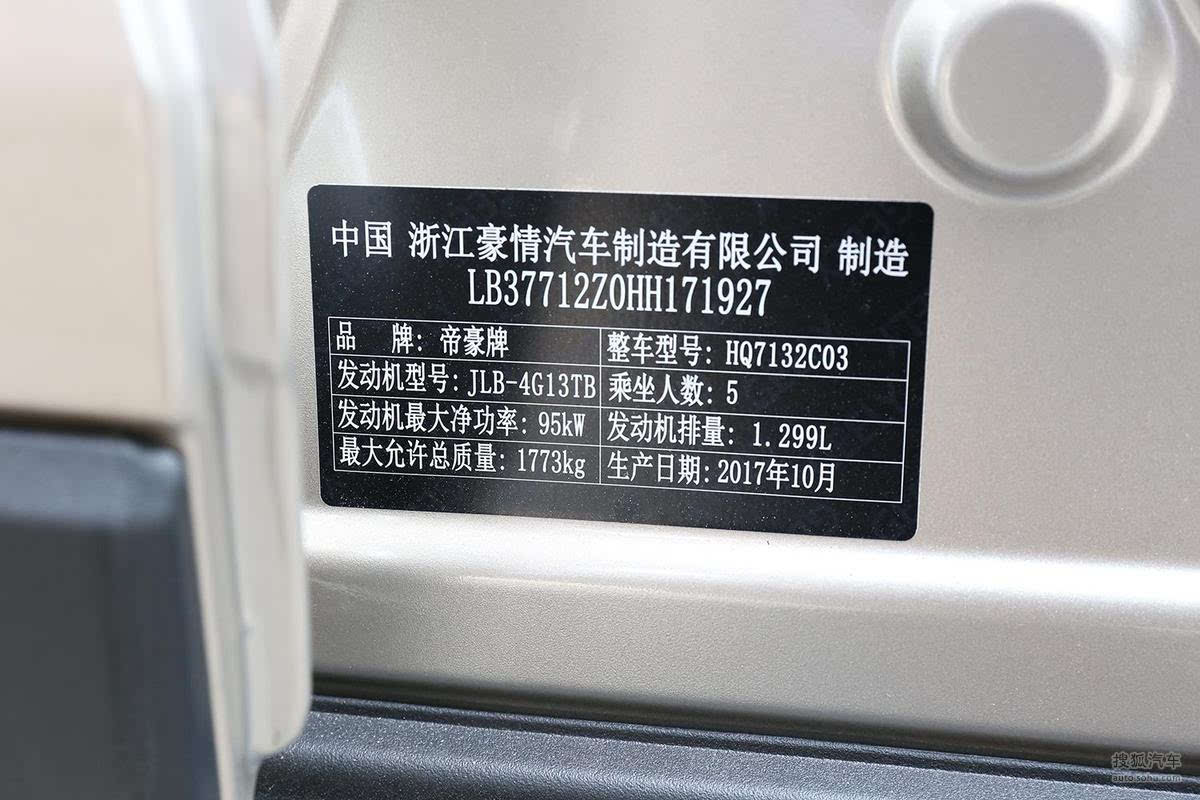 中国 浙江豪情汽车制造有限公司 制造
LB37712Z0HH171927
品 牌: 帝豪牌 整车型号: HQ7132C03
发动机型号: JLB-4G13TB 乘坐人数: 5
发动机最大净功率: 95kW 发动机排量: 1.299L
最大允许总质量: 1773kg 生产日期: 2017年10月
搜狐汽车
auto.sohu.com